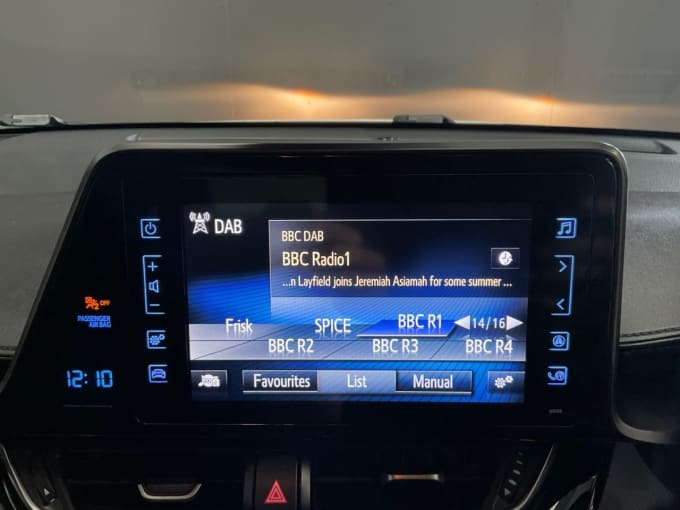 DAB
BBC DAB
BBC Radio1
...n Layfield joins Jeremiah Asiamah for some summer ...
Frisk SPICE BBC R1 14/16
BBC R2 BBC R3 BBC R4
Favourites List Manual
OFF
PASSENGER
AIR BAG
12:10